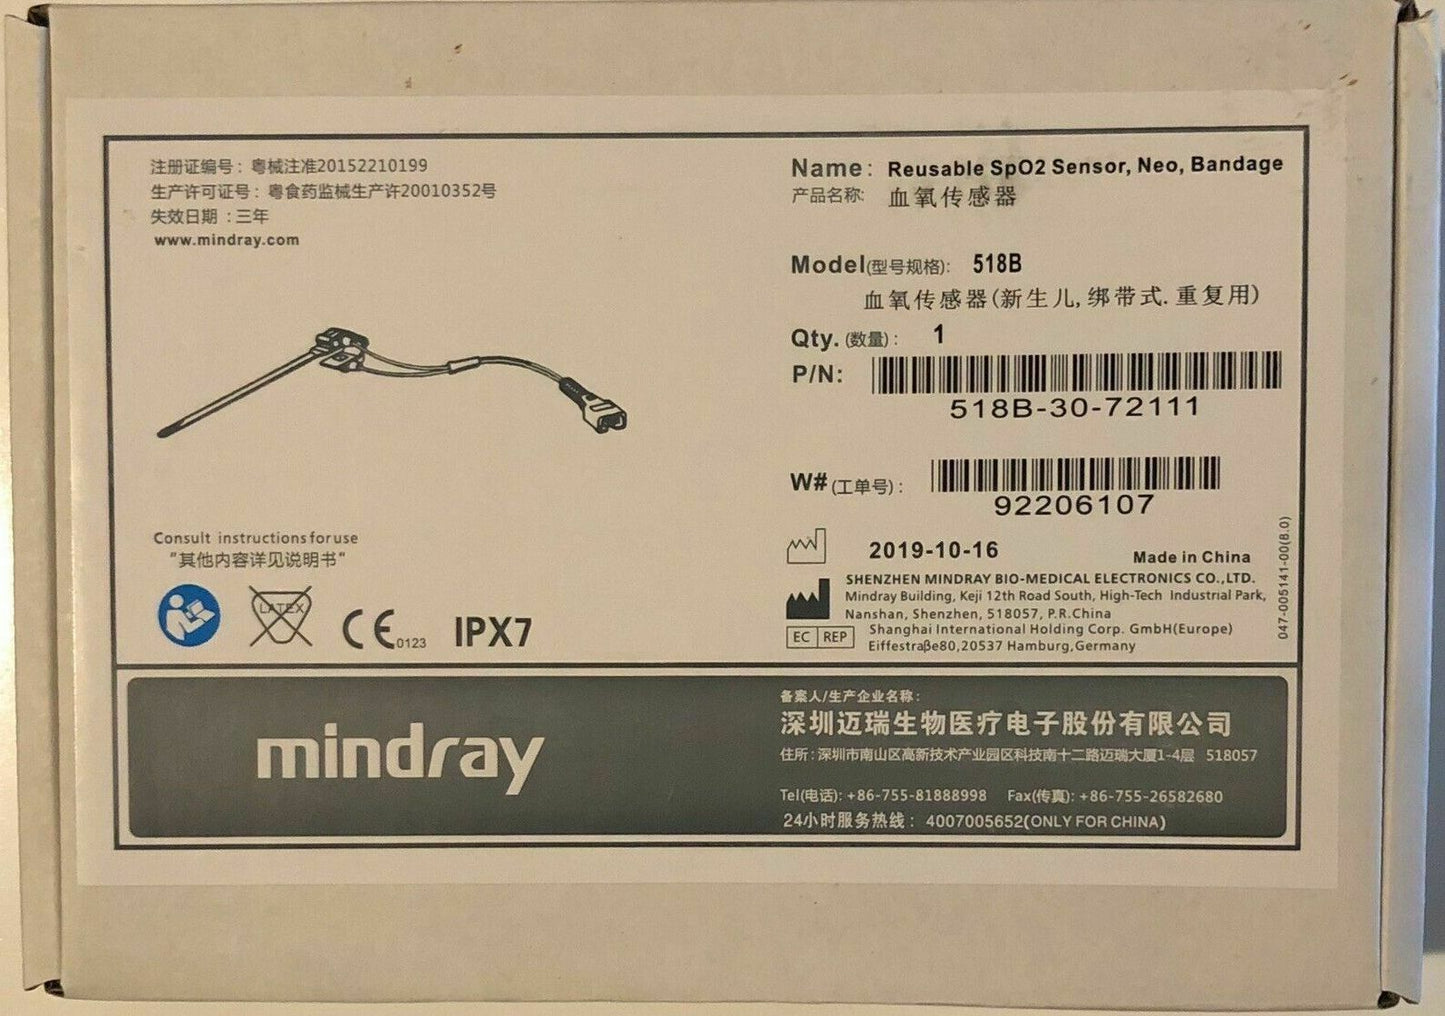 注册证编号：粤械注准20152210199
生产许可证号：粤食药监械生产许20010352号
失效日期 :三年
www.mindray.com
Name: Reusable SpO2 Sensor, Neo, Bandage
产品名称: 血氧传感器
Model(型号规格): 518B
血氧传感器(新生儿,绑带式.重复用)
Qty.(数量): 1
P/N:
518B-30-72111
W#(工单号):
92206107
2019-10-16
Made in China
SHENZHEN MINDRAY BIO-MEDICAL ELECTRONICS CO.,LTD.
Mindray Building, Keji 12th Road South, High-Tech Industrial Park,
Nanshan, Shenzhen, 518057, P.R.China
EC REP
Shanghai International Holding Corp. GmbH(Europe)
Eiffestraβe80,20537 Hamburg,Germany
047-005141-00(8.0)
Consult instructions for use
"其他内容详见说明书"
LATEX
CE 0123
IPX7
mindray
备案人/生产企业名称:
深圳迈瑞生物医疗电子股份有限公司
住所:深圳市南山区高新技术产业园区科技南十二路迈瑞大厦1-4层 518057
Tel(电话): +86-755-81888998 Fax(传真): +86-755-26582680
24小时服务热线: 4007005652(ONLY FOR CHINA)